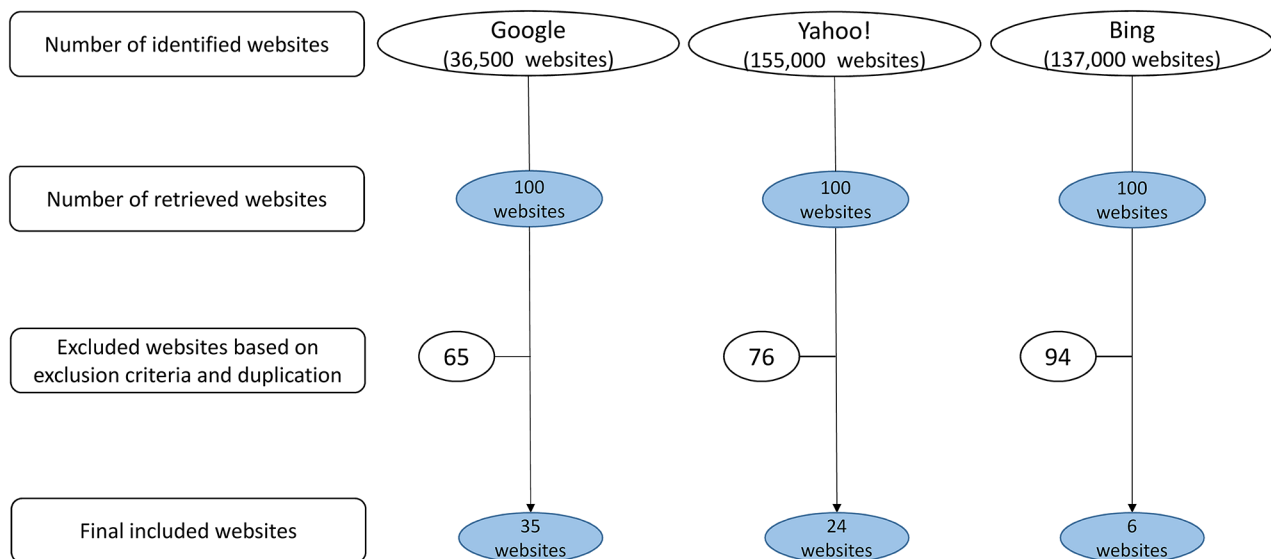 Number of identified websites
Google
(36,500 websites)
Yahoo!
(155,000 websites)
Bing
(137,000 websites)
Number of retrieved websites
100
websites
100
websites
100
websites
Excluded websites based on
exclusion criteria and duplication
65
76
94
Final included websites
35
websites
24
websites
6
websites